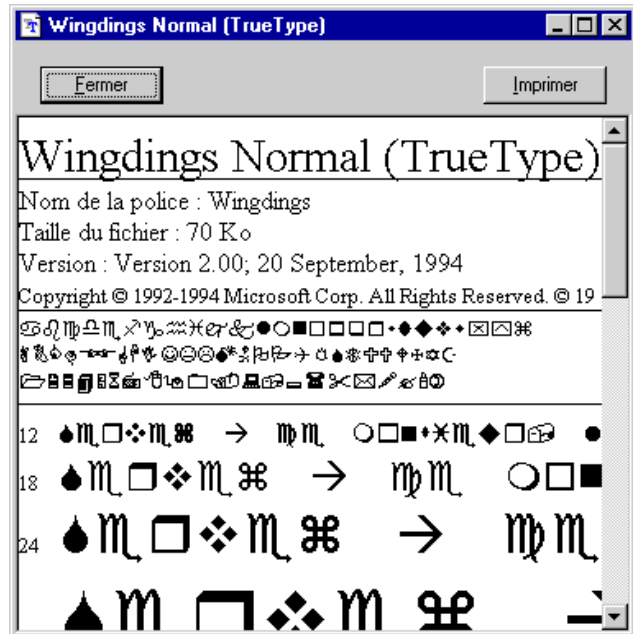 Wingdings Normal (TrueType)
Fermer
Imprimer
Wingdings Normal (TrueType)
Nom de la police : Wingdings
Taille du fichier : 70 Ko
Version : Version 2.00; 20 September, 1994
Copyright © 1992-1994 Microsoft Corp. All Rights Reserved. © 19
12
18
24